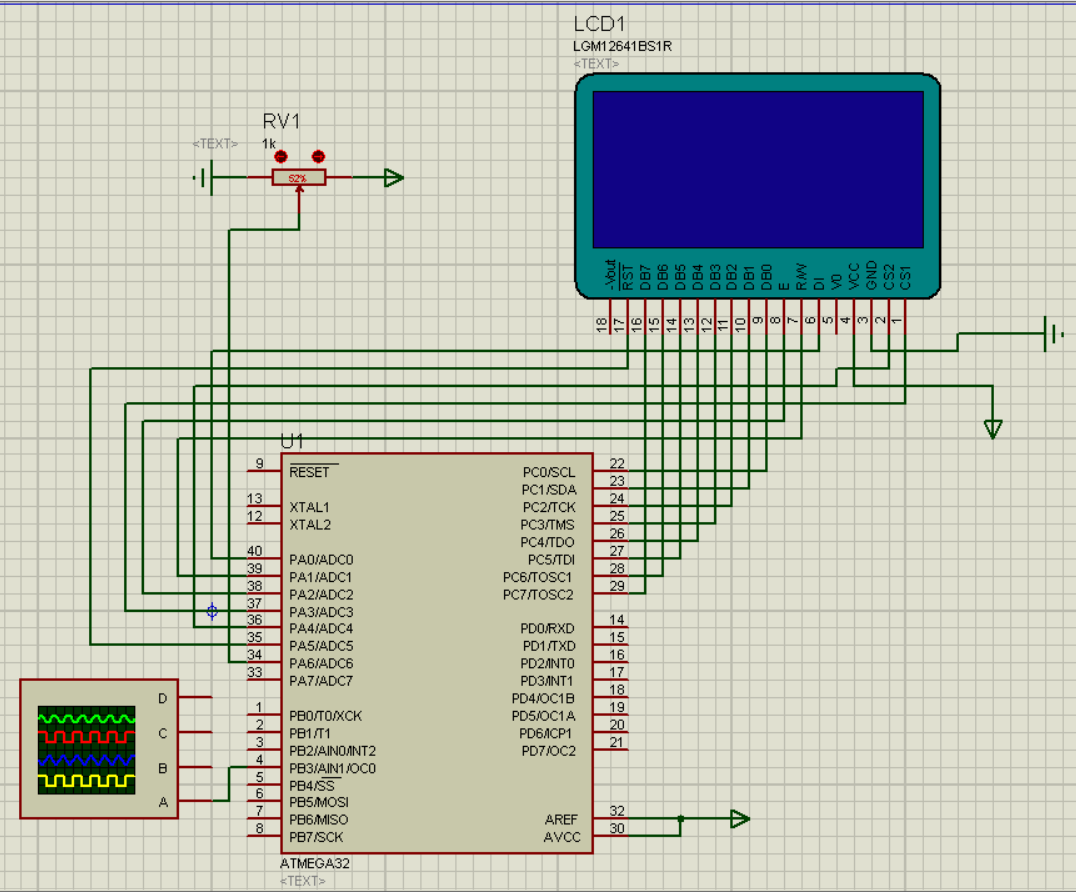 LCD1
LGM12641BS1R
<TEXT>
RV1
<TEXT>
1k
52%
-Vout
RST
DB7
DB6
DB5
DB4
DB3
DB2
DB1
DB0
E
R/W
DI
V0
VCC
GND
CS2
CS1
18
17
16
15
14
13
12
11
10
9
8
7
6
5
4
3
2
1
U1
9 RESET
13 XTAL1
12 XTAL2
40 PA0/ADC0
39 PA1/ADC1
38 PA2/ADC2
37 PA3/ADC3
36 PA4/ADC4
35 PA5/ADC5
34 PA6/ADC6
33 PA7/ADC7
1 PB0/T0/XCK
2 PB1/T1
3 PB2/AIN0/INT2
4 PB3/AIN1/OC0
5 PB4/SS
6 PB5/MOSI
7 PB6/MISO
8 PB7/SCK
PC0/SCL 22
PC1/SDA 23
PC2/TCK 24
PC3/TMS 25
PC4/TDO 26
PC5/TDI 27
PC6/TOSC1 28
PC7/TOSC2 29
PD0/RXD 14
PD1/TXD 15
PD2/INT0 16
PD3/INT1 17
PD4/OC1B 18
PD5/OC1A 19
PD6/ICP1 20
PD7/OC2 21
AREF 32
AVCC 30
D
C
B
A
ATMEGA32
<TEXT>